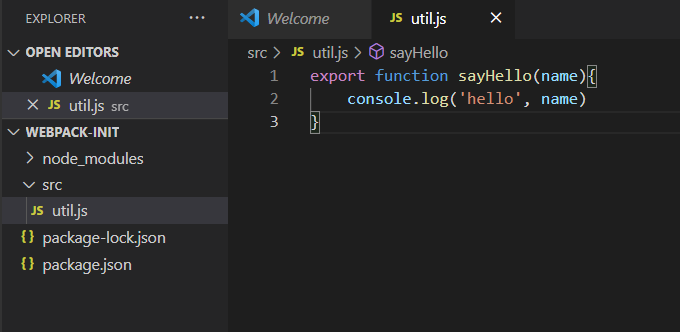 EXPLORER ···
OPEN EDITORS
Welcome
JS util.js src
WEBPACK-INIT
node_modules
src
JS util.js
{} package-lock.json
{} package.json
Welcome
JS util.js
src > JS util.js > sayHello
1 export function sayHello(name){
2 console.log('hello', name)
3 }